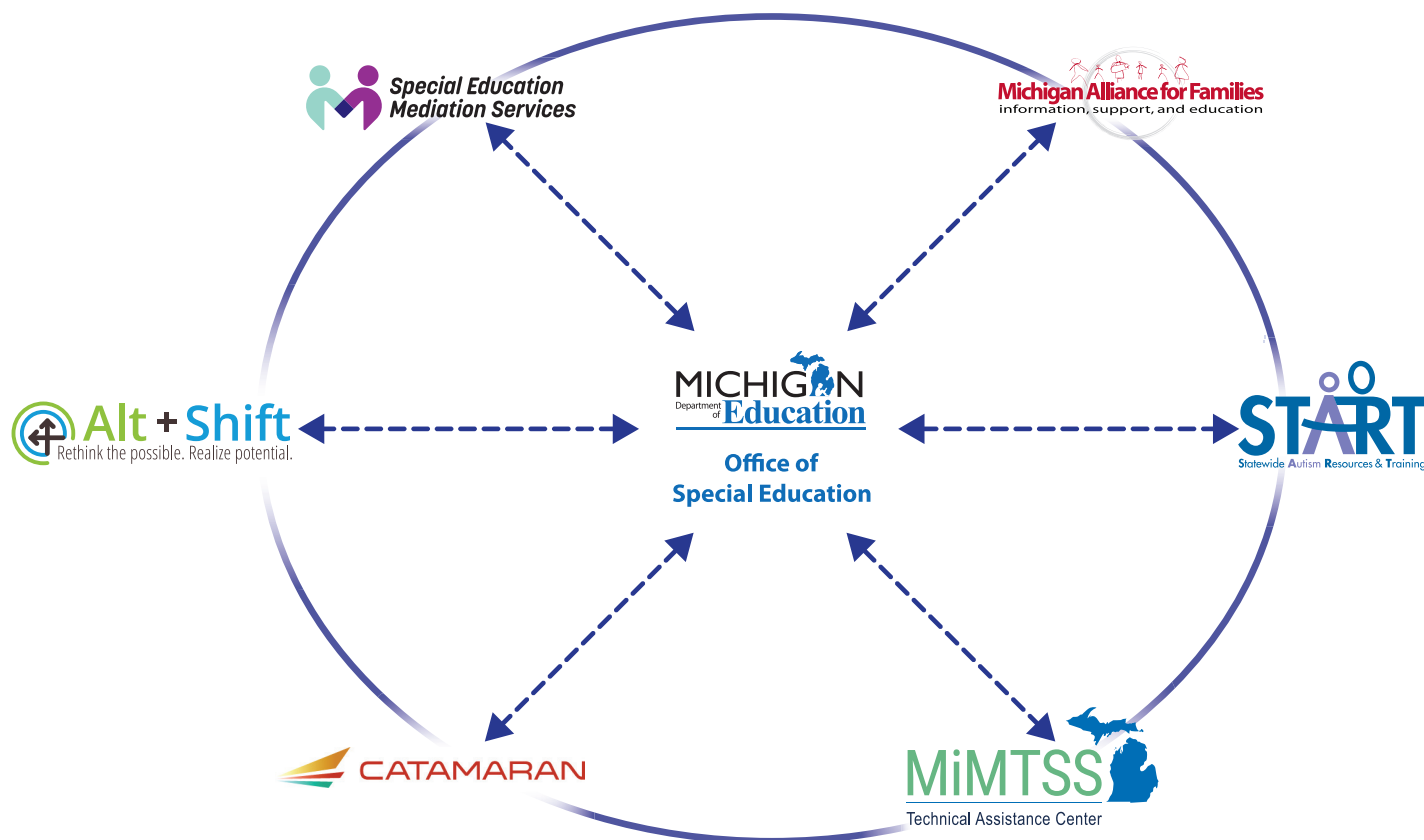 Special Education
Mediation Services
Michigan Alliance for Families
information, support, and education
Alt + Shift
Rethink the possible. Realize potential.
MICHIGAN
Department of Education
Office of
Special Education
START
Statewide Autism Resources & Training
CATAMARAN
MiMTSS
Technical Assistance Center